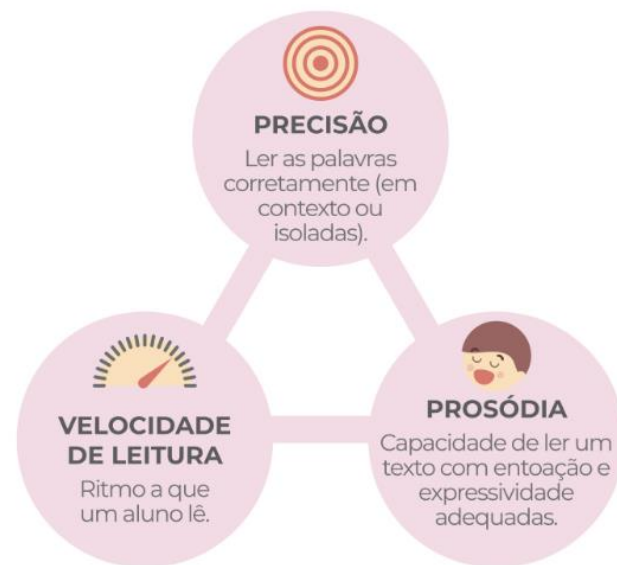 PRECISÃO
Ler as palavras
corretamente (em
contexto ou
isoladas).
VELOCIDADE
DE LEITURA
Ritmo a que
um aluno lê.
PROSÓDIA
Capacidade de ler um
texto com entoação e
expressividade
adequadas.